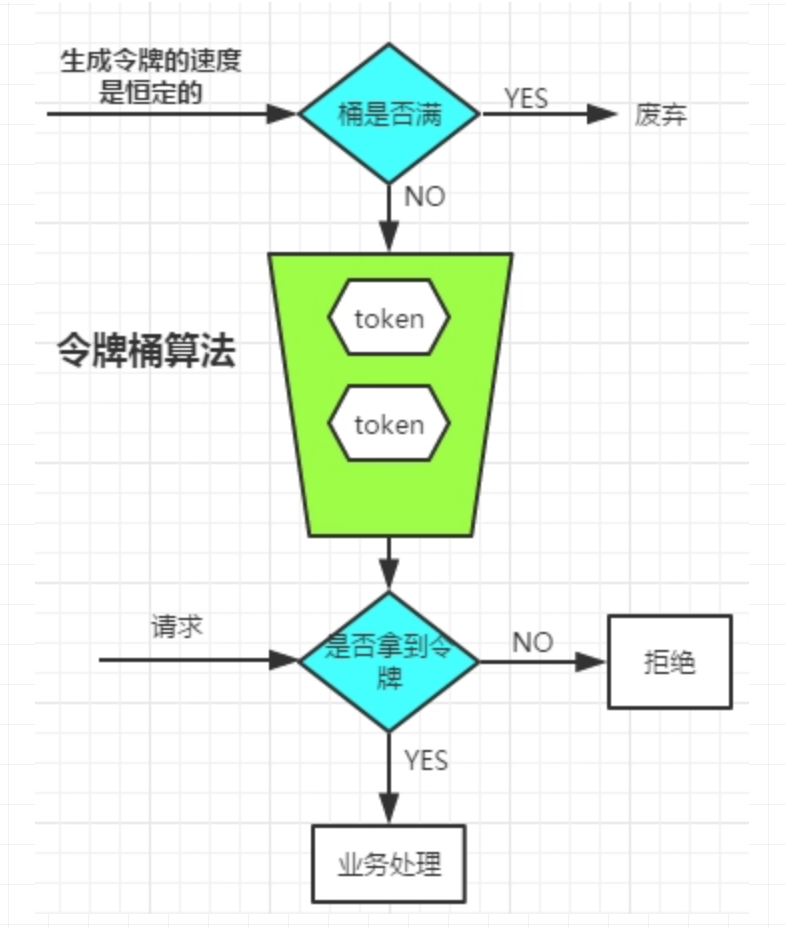 生成令牌的速度
是恒定的
桶是否满
YES
废弃
NO
token
令牌桶算法
token
请求
是否拿到令
牌
NO
拒绝
YES
业务处理